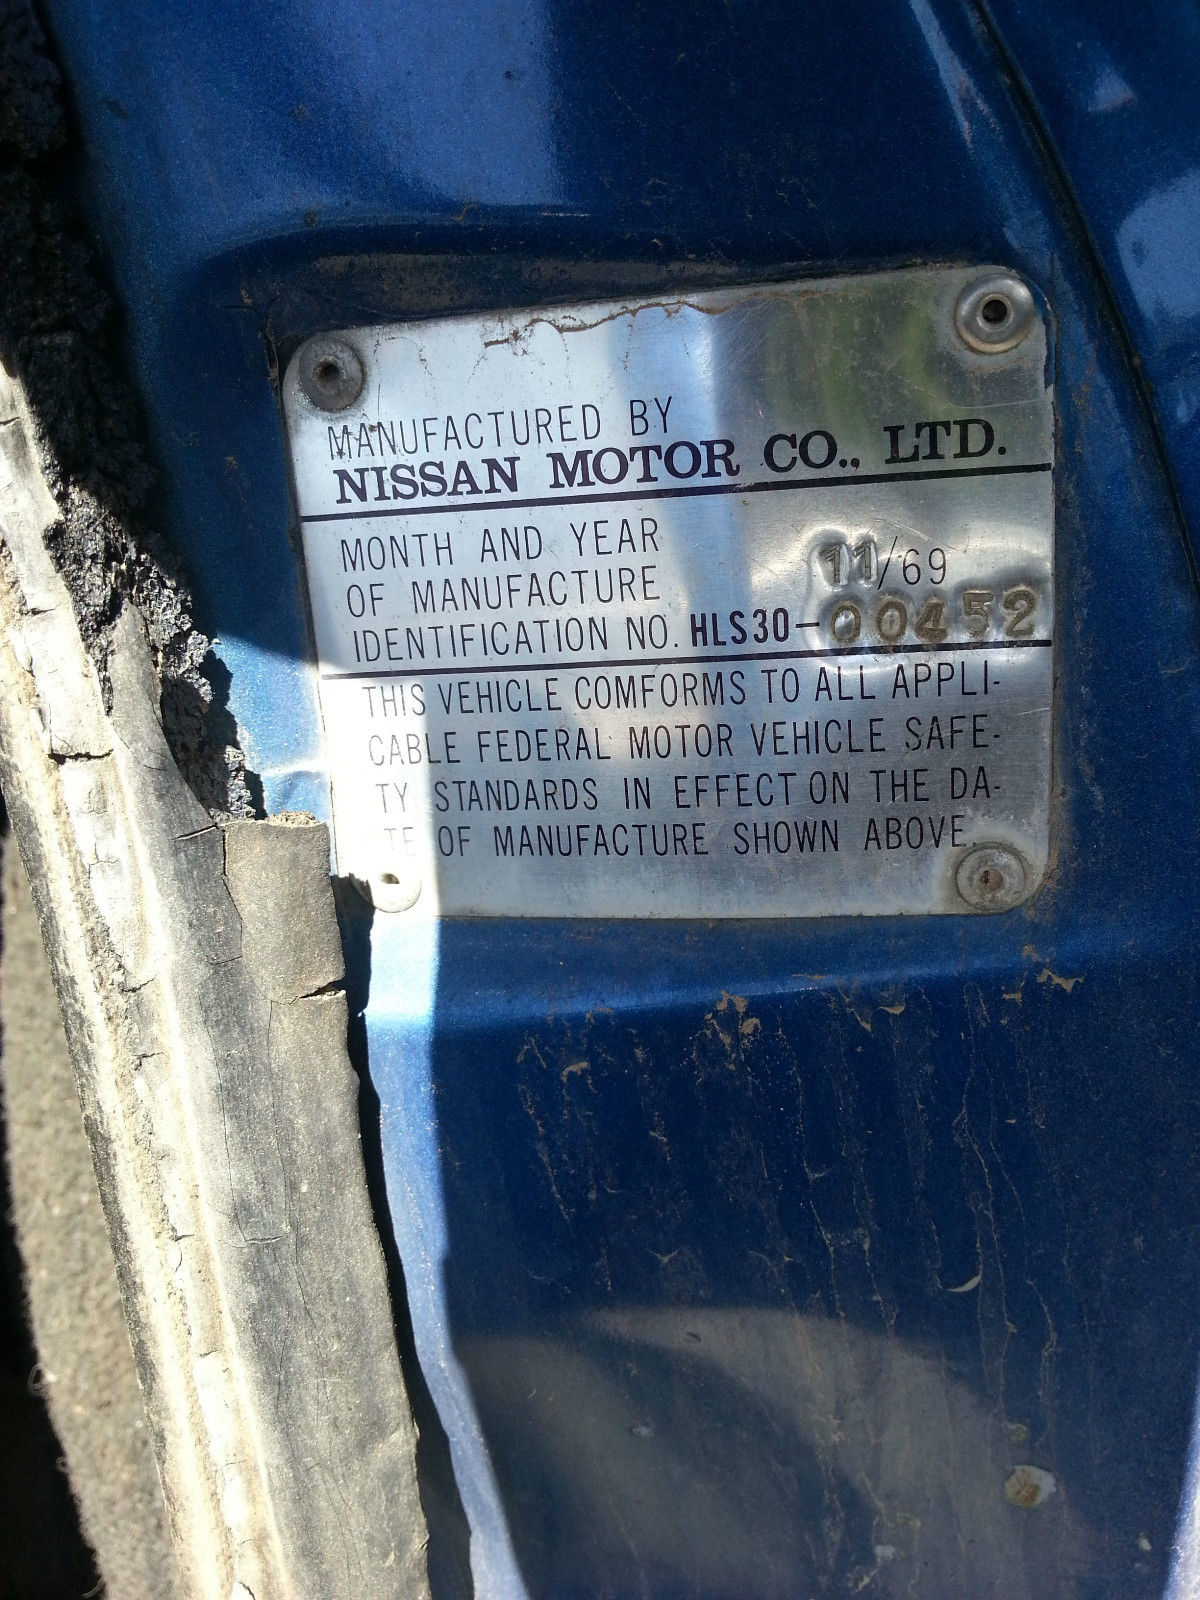 MANUFACTURED BY
NISSAN MOTOR CO., LTD.
MONTH AND YEAR
OF MANUFACTURE 11/69
IDENTIFICATION NO. HLS30-00452
THIS VEHICLE COMFORMS TO ALL APPLI-
CABLE FEDERAL MOTOR VEHICLE SAFE-
TY STANDARDS IN EFFECT ON THE DA-
TE OF MANUFACTURE SHOWN ABOVE.